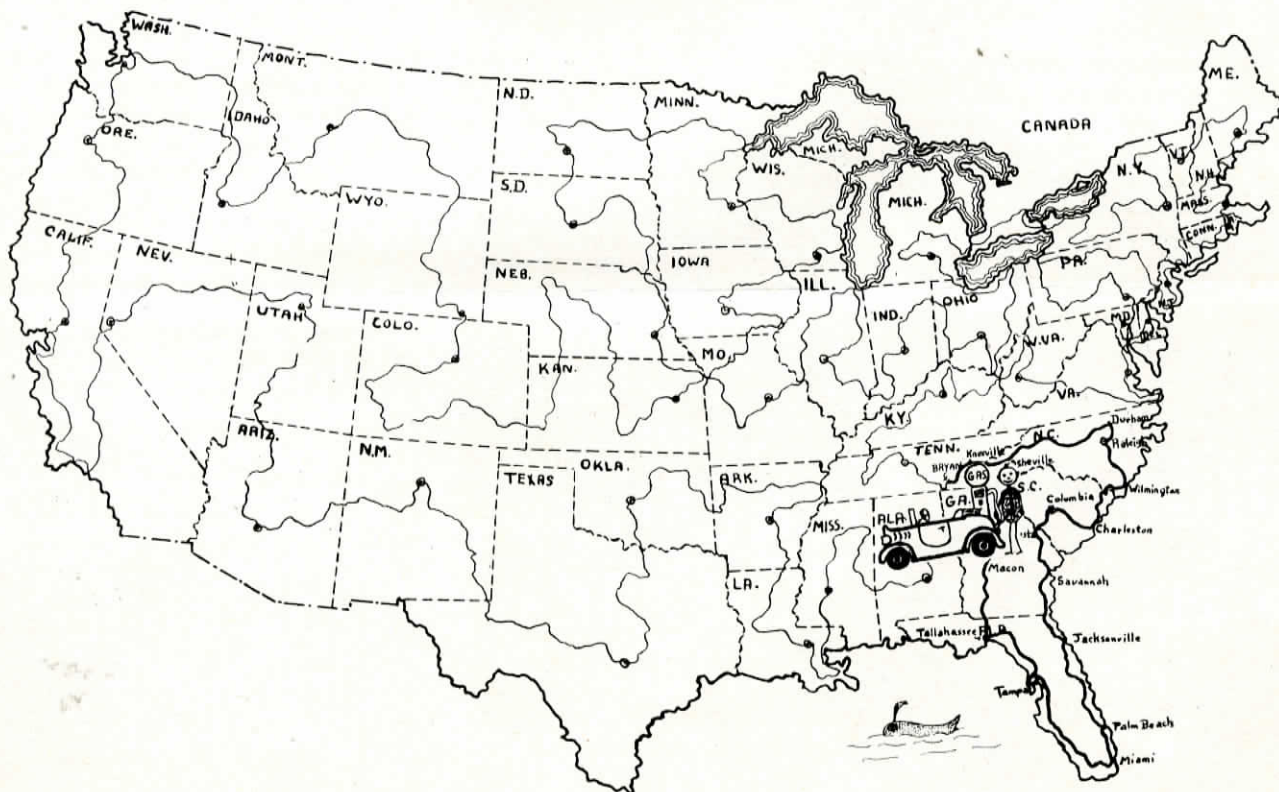 WASH.
MONT.
IDAHO
ORE.
N.D.
MINN.
S.D.
WIS.
MICH.
MICH.
CANADA
ME.
VT.
N.H.
N.Y.
MASS.
CONN.
WYO.
CALIF.
NEV.
UTAH
COLO.
NEB.
IOWA
ILL.
IND.
OHIO
PA.
N.J.
MD.
W.VA.
VA.
KAN.
MO.
KY.
TENN.
N.C.
Durham
Raleigh
Knoxville
BRYAN
Asheville
ARIZ.
N.M.
TEXAS
OKLA.
ARK.
GAS
S.C.
Columbia
Wilmington
Charleston
MISS.
ALA.
GA.
T
LA.
Macon
Savannah
Tallahassee
Jacksonville
Tampa
Palm Beach
Miami